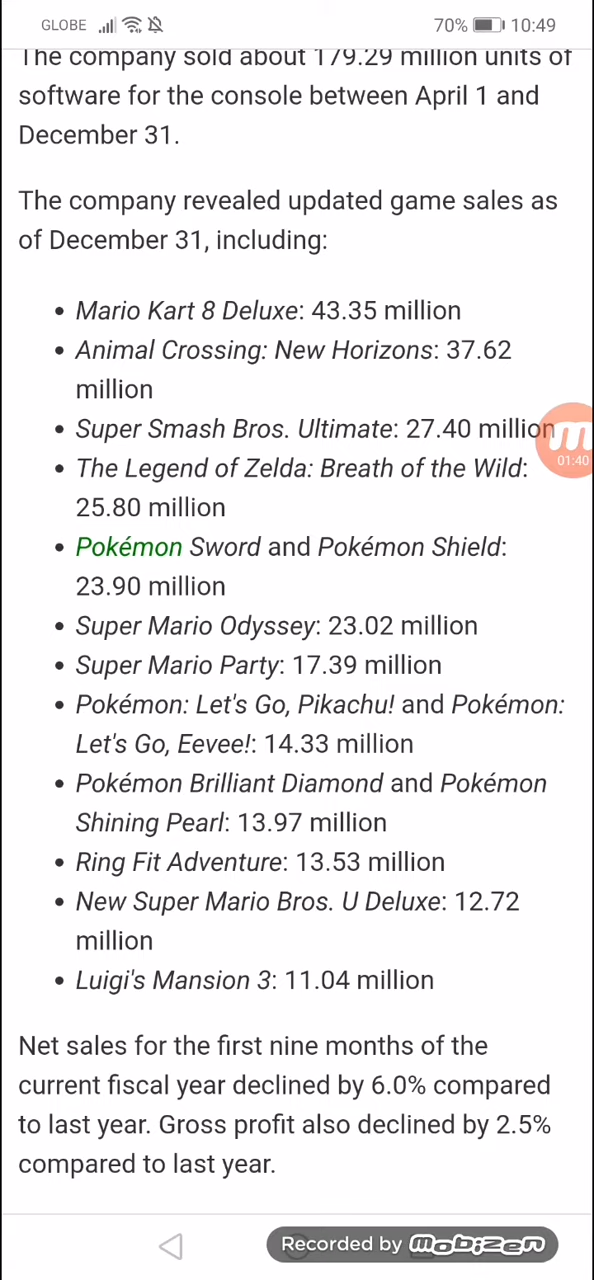 GLOBE 70% 10:49
The company sold about 179.29 million units of
software for the console between April 1 and
December 31.
The company revealed updated game sales as
of December 31, including:
• Mario Kart 8 Deluxe: 43.35 million
• Animal Crossing: New Horizons: 37.62
million
• Super Smash Bros. Ultimate: 27.40 million
m
01:40
• The Legend of Zelda: Breath of the Wild:
25.80 million
• Pokémon Sword and Pokémon Shield:
23.90 million
• Super Mario Odyssey: 23.02 million
• Super Mario Party: 17.39 million
• Pokémon: Let's Go, Pikachu! and Pokémon:
Let's Go, Eevee!: 14.33 million
• Pokémon Brilliant Diamond and Pokémon
Shining Pearl: 13.97 million
• Ring Fit Adventure: 13.53 million
• New Super Mario Bros. U Deluxe: 12.72
million
• Luigi's Mansion 3: 11.04 million
Net sales for the first nine months of the
current fiscal year declined by 6.0% compared
to last year. Gross profit also declined by 2.5%
compared to last year.
Recorded by mobizen